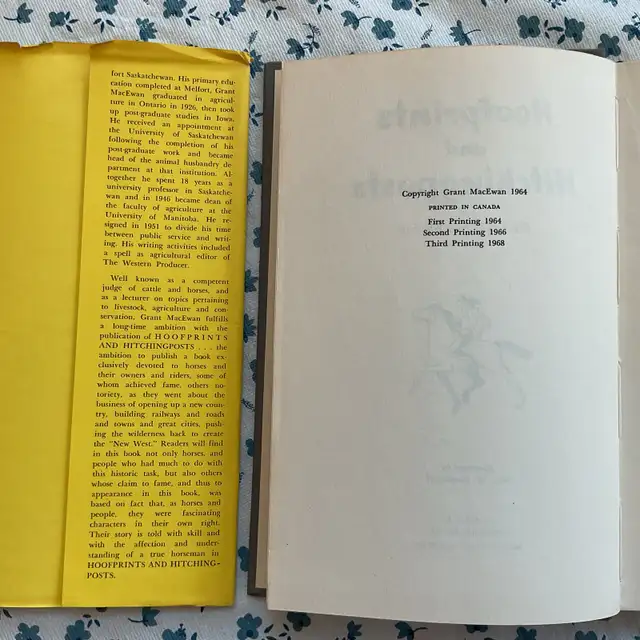 fort Saskatchewan. His primary edu-
cation completed at Melfort, Grant
MacEwan graduated in agricul-
ture in Ontario in 1926, then took
up post-graduate studies in Iowa.
He received an appointment at
the University of Saskatchewan
following the completion of his
post-graduate work and became
head of the animal husbandry de-
partment at that institution. Al-
together he spent 18 years as a
university professor in Saskatche-
wan and in 1946 became dean of
the faculty of agriculture at the
University of Manitoba. He re-
signed in 1951 to divide his time
between public service and writ-
ing. His writing activities included
a spell as agricultural editor of
The Western Producer.
Well known as a competent
judge of cattle and horses, and
as a lecturer on topics pertaining
to livestock, agriculture and con-
servation, Grant MacEwan fulfills
a long-time ambition with the
publication of HOOFPRINTS
AND HITCHINGPOSTS . . . the
ambition to publish a book ex-
clusively devoted to horses and
their owners and riders, some of
whom achieved fame, others no-
toriety, as they went about the
business of opening up a new coun-
try, building railways and roads
and towns and great cities, push-
ing the wilderness back to create
the "New West." Readers will find
in this book not only horses, and
people who had much to do with
this historic task, but also others
whose claim to fame, and thus to
appearance in this book, was
based on fact that, as horses and
people, they were fascinating
characters in their own right.
Their story is told with skill and
with the affection and under-
standing of a true horseman in
HOOFPRINTS AND HITCHING-
POSTS.
Copyright Grant MacEwan 1964
PRINTED IN CANADA
First Printing 1964
Second Printing 1966
Third Printing 1968
Hoofprints
and
Hitchingposts